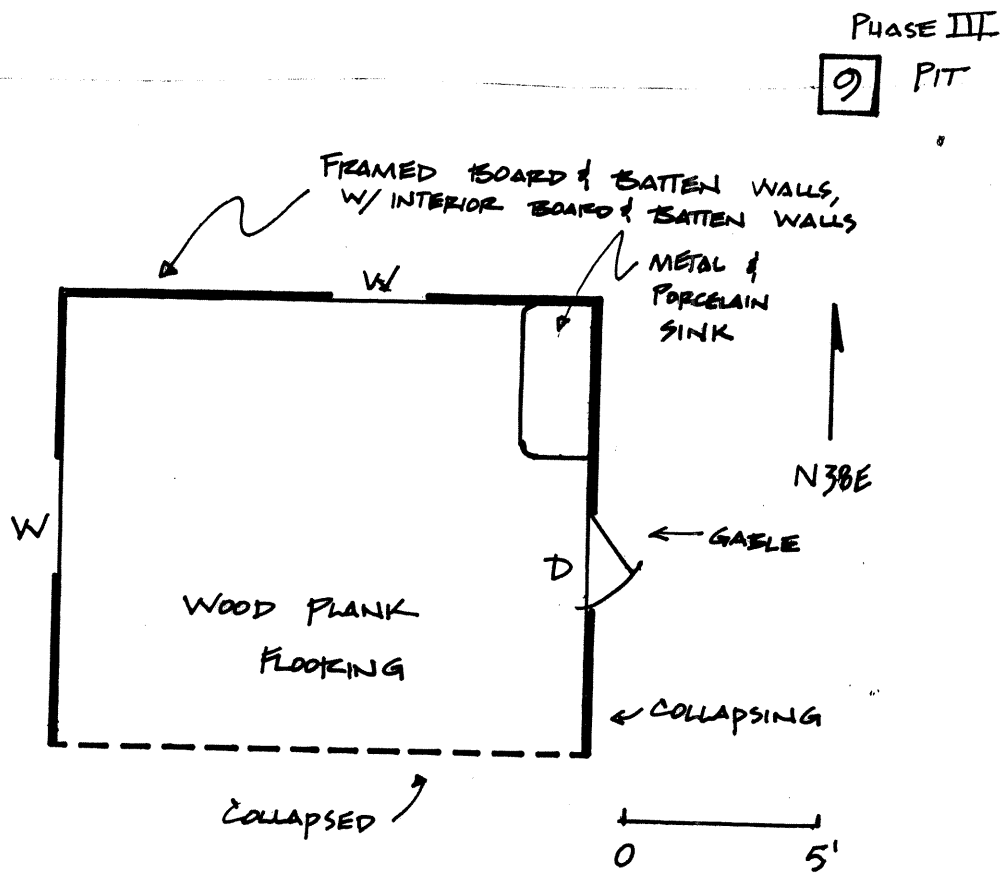 PHASE III
9 PIT
FRAMED BOARD & BATTEN WALLS,
W/ INTERIOR BOARD & BATTEN WALLS
METAL &
PORCELAIN
SINK
W
N38E
W
GABLE
D
WOOD PLANK
FLOORING
COLLAPSING
COLLAPSED
0 5'